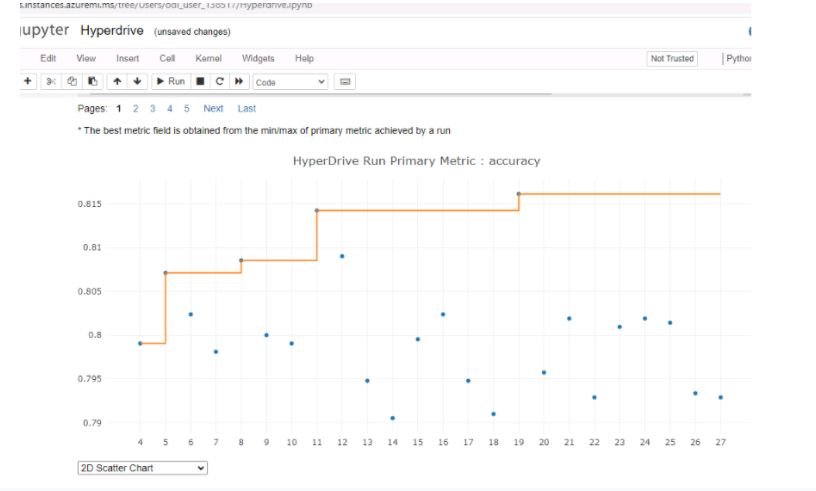 s.instances.azureml.ms/tree/Users/odl_user_138517/Hyperdrive.ipynb
jupyter Hyperdrive (unsaved changes)
Edit View Insert Cell Kernel Widgets Help Not Trusted Pytho
Run Code
Pages: 1 2 3 4 5 Next Last
* The best metric field is obtained from the min/max of primary metric achieved by a run
HyperDrive Run Primary Metric : accuracy
0.815
0.81
0.805
0.8
0.795
0.79
4 5 6 7 8 9 10 11 12 13 14 15 16 17 18 19 20 21 22 23 24 25 26 27
2D Scatter Chart